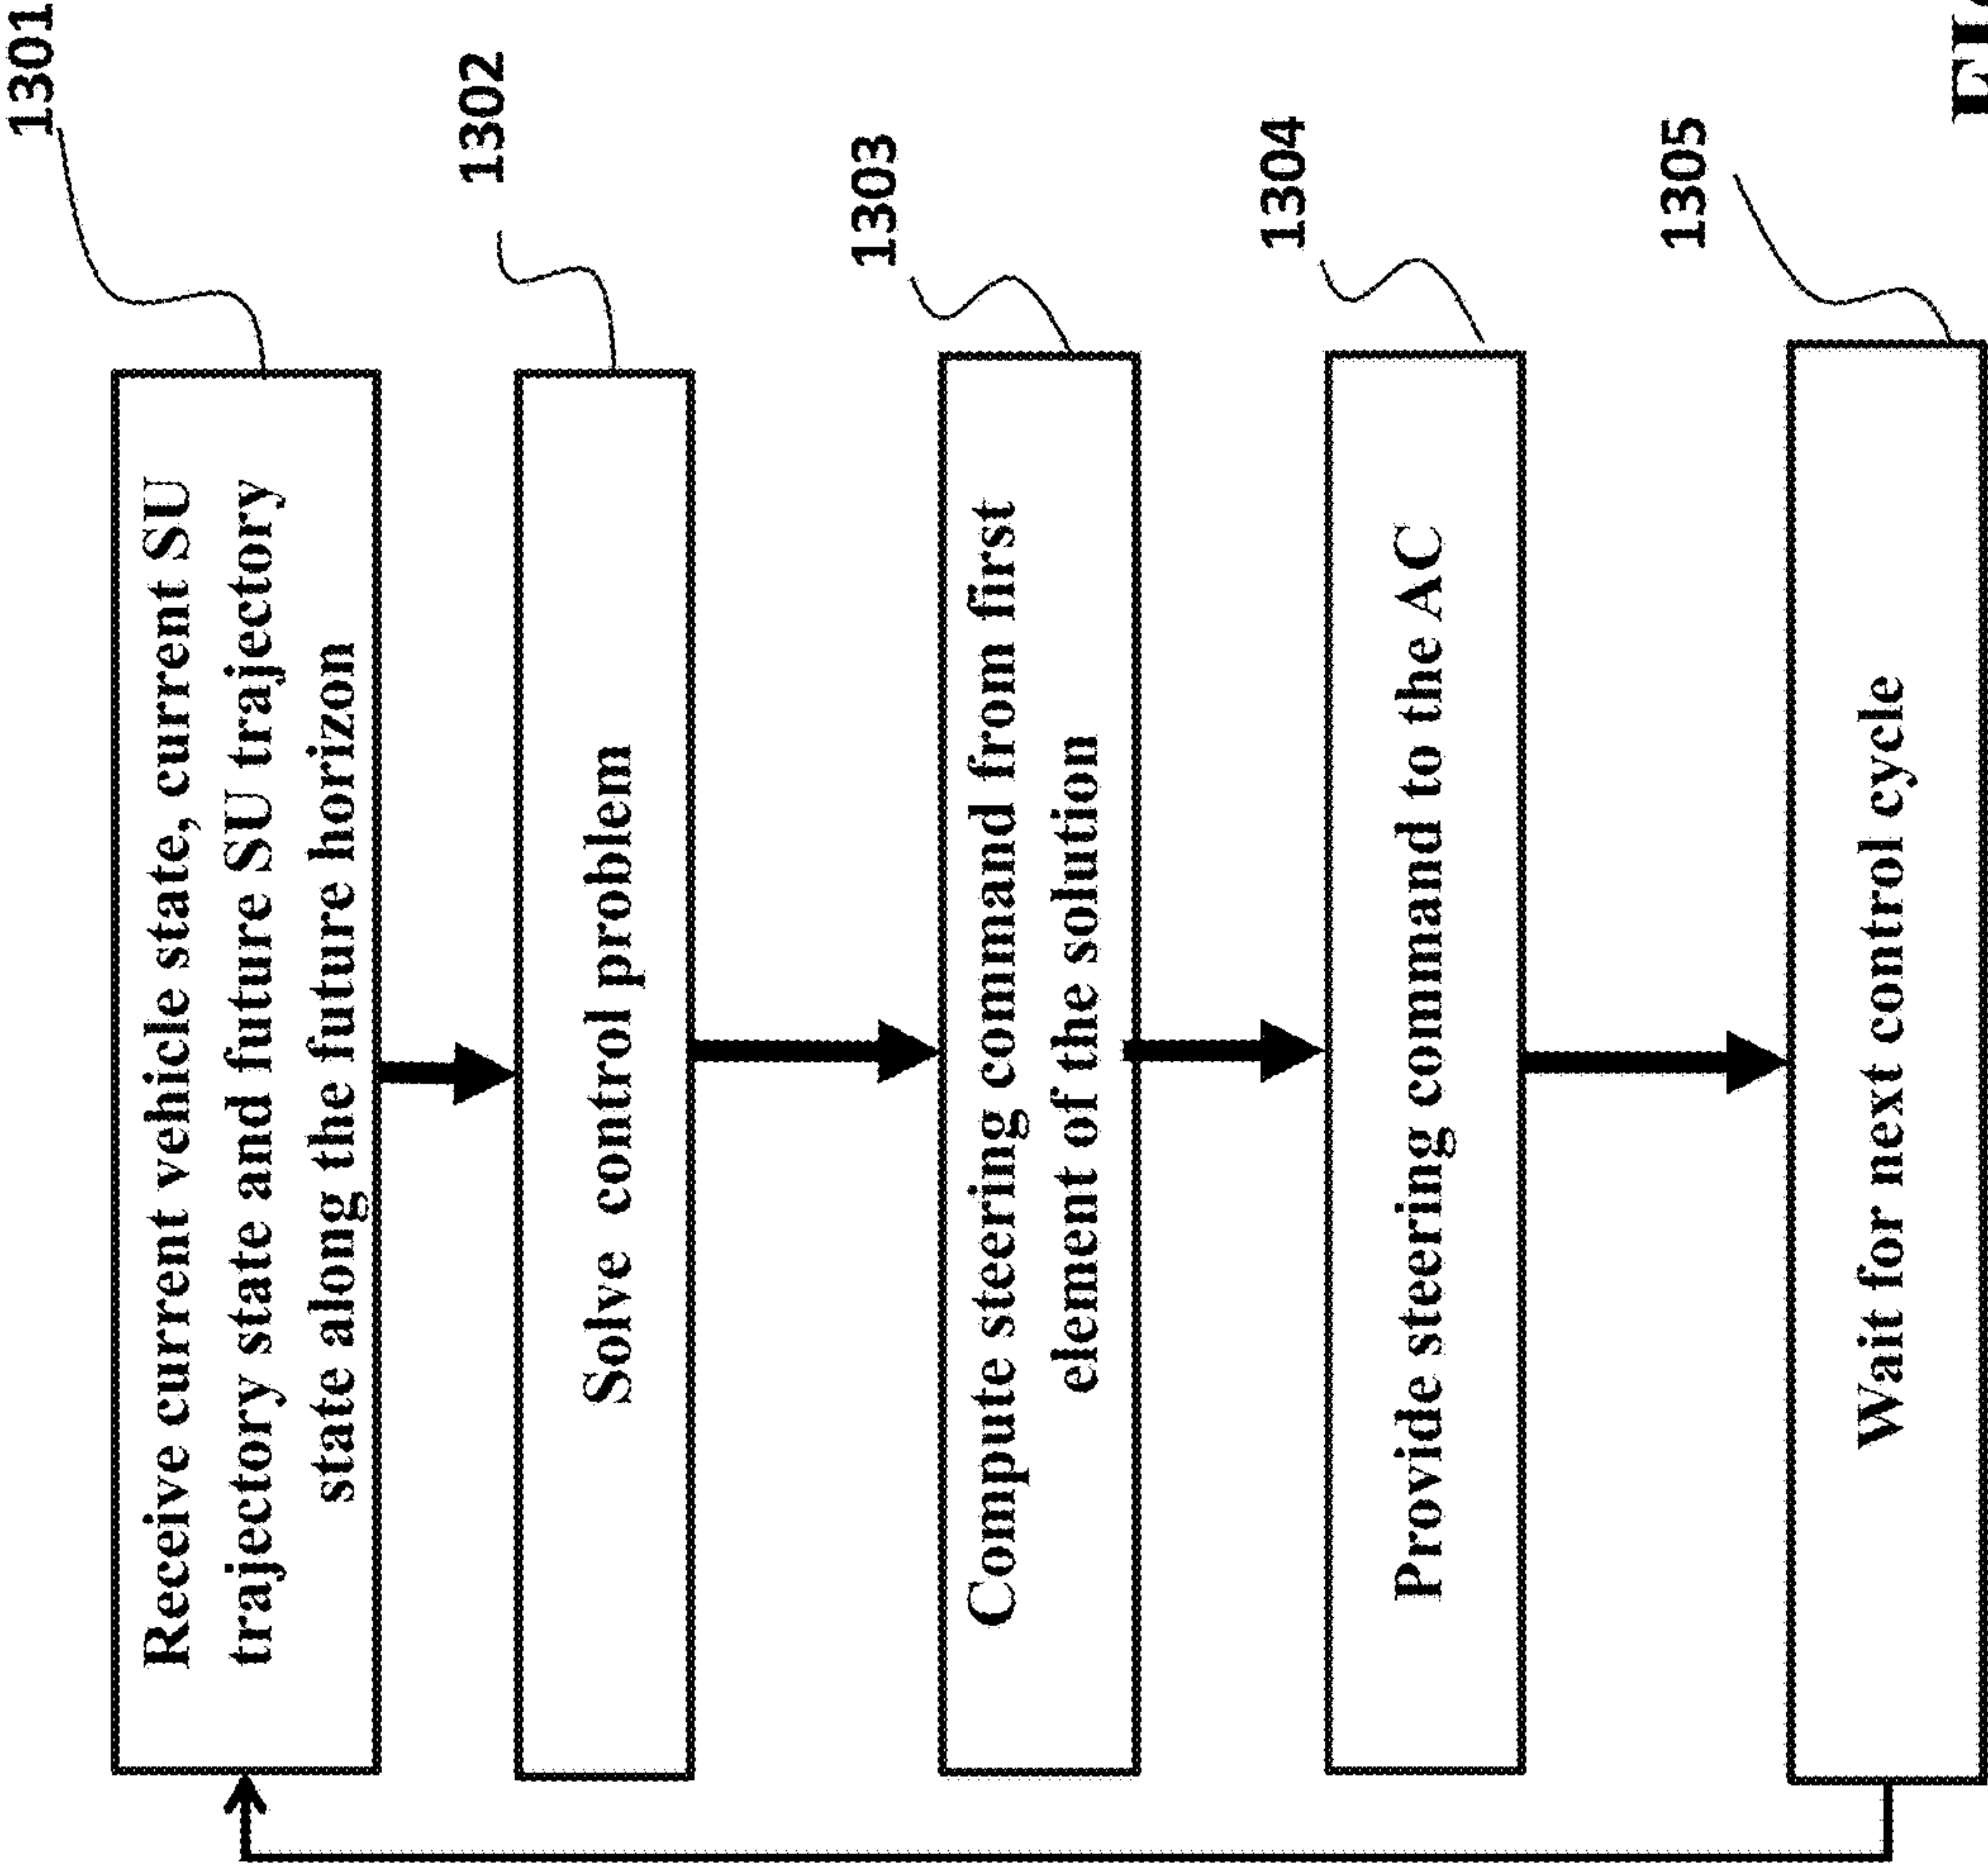 1301
Receive current vehicle state, current SU
trajectory state and future SU trajectory
state along the future horizon
1302
Solve control problem
1303
Compute steering command from first
element of the solution
1304
Provide steering command to the AC
1305
Wait for next control cycle